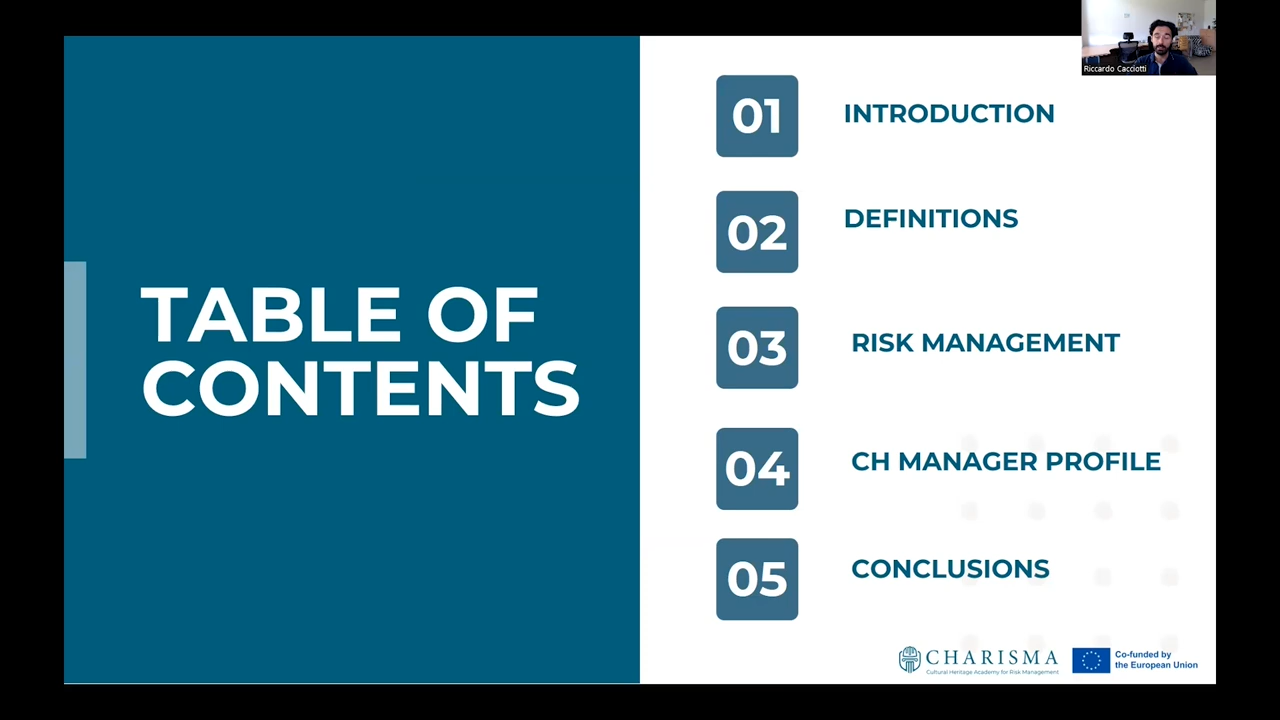 Riccardo Cacciotti
TABLE OF
CONTENTS
01
INTRODUCTION
02
DEFINITIONS
03
RISK MANAGEMENT
04
CH MANAGER PROFILE
05
CONCLUSIONS
CHARISMA
Cultural Heritage Academy for Risk Management
Co-funded by
the European Union